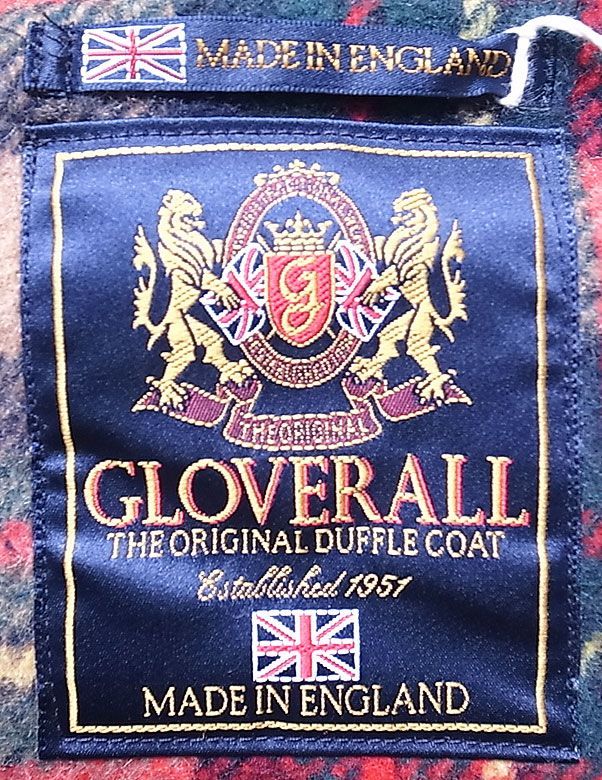 MADE IN ENGLAND
G
THE ORIGINAL
GLOVERALL
THE ORIGINAL DUFFLE COAT
Established 1951
MADE IN ENGLAND